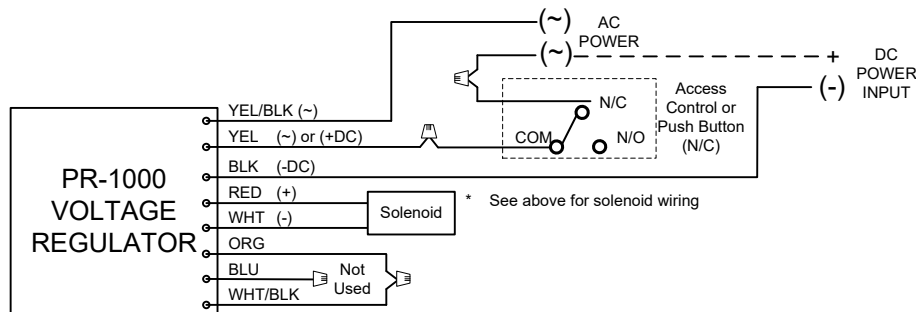 (~) AC
POWER
(~)
+ DC
POWER
INPUT
(-)
Access
Control or
Push Button
(N/C)
N/C
COM
N/O
YEL/BLK (~)
YEL (~) or (+DC)
BLK (-DC)
RED (+)
WHT (-)
ORG
BLU
WHT/BLK
PR-1000
VOLTAGE
REGULATOR
Solenoid
* See above for solenoid wiring
Not
Used